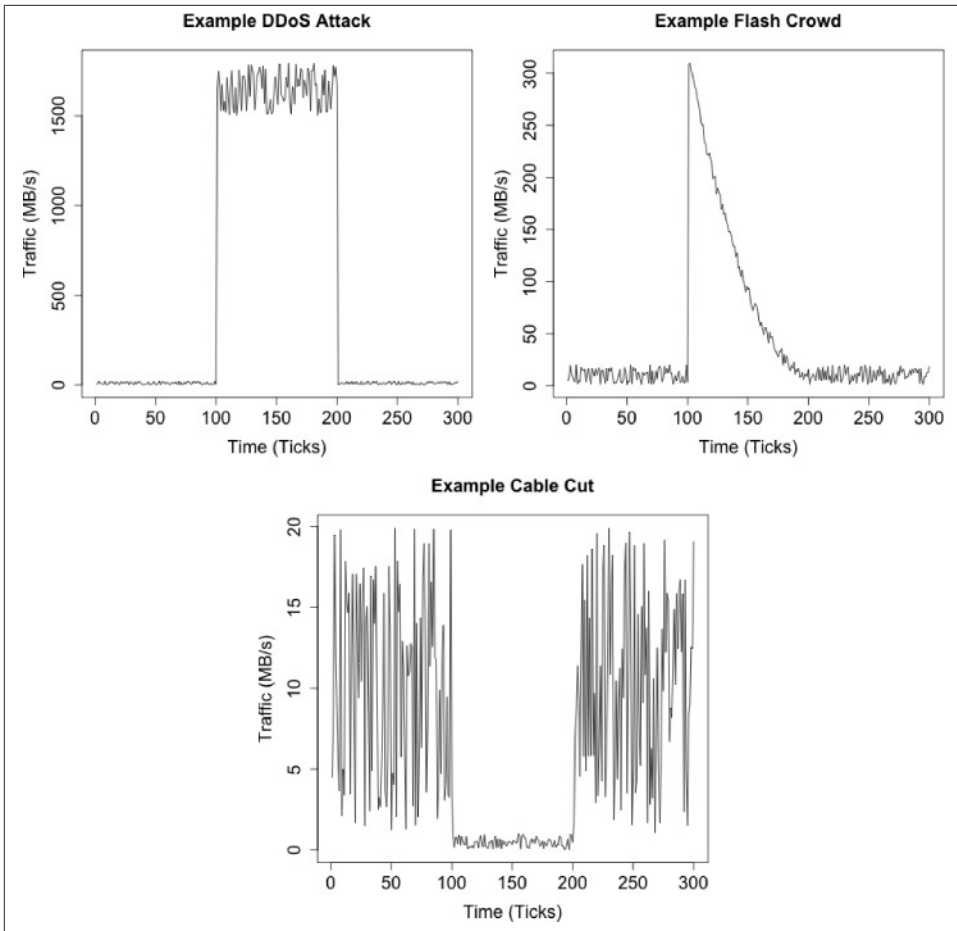 Example DDoS Attack
Traffic (MB/s)
1500
1000
500
0
0 50 100 150 200 250 300
Time (Ticks)
Example Flash Crowd
Traffic (MB/s)
300
250
200
150
100
50
0
0 50 100 150 200 250 300
Time (Ticks)
Example Cable Cut
Traffic (MB/s)
20
15
10
5
0
0 50 100 150 200 250 300
Time (Ticks)